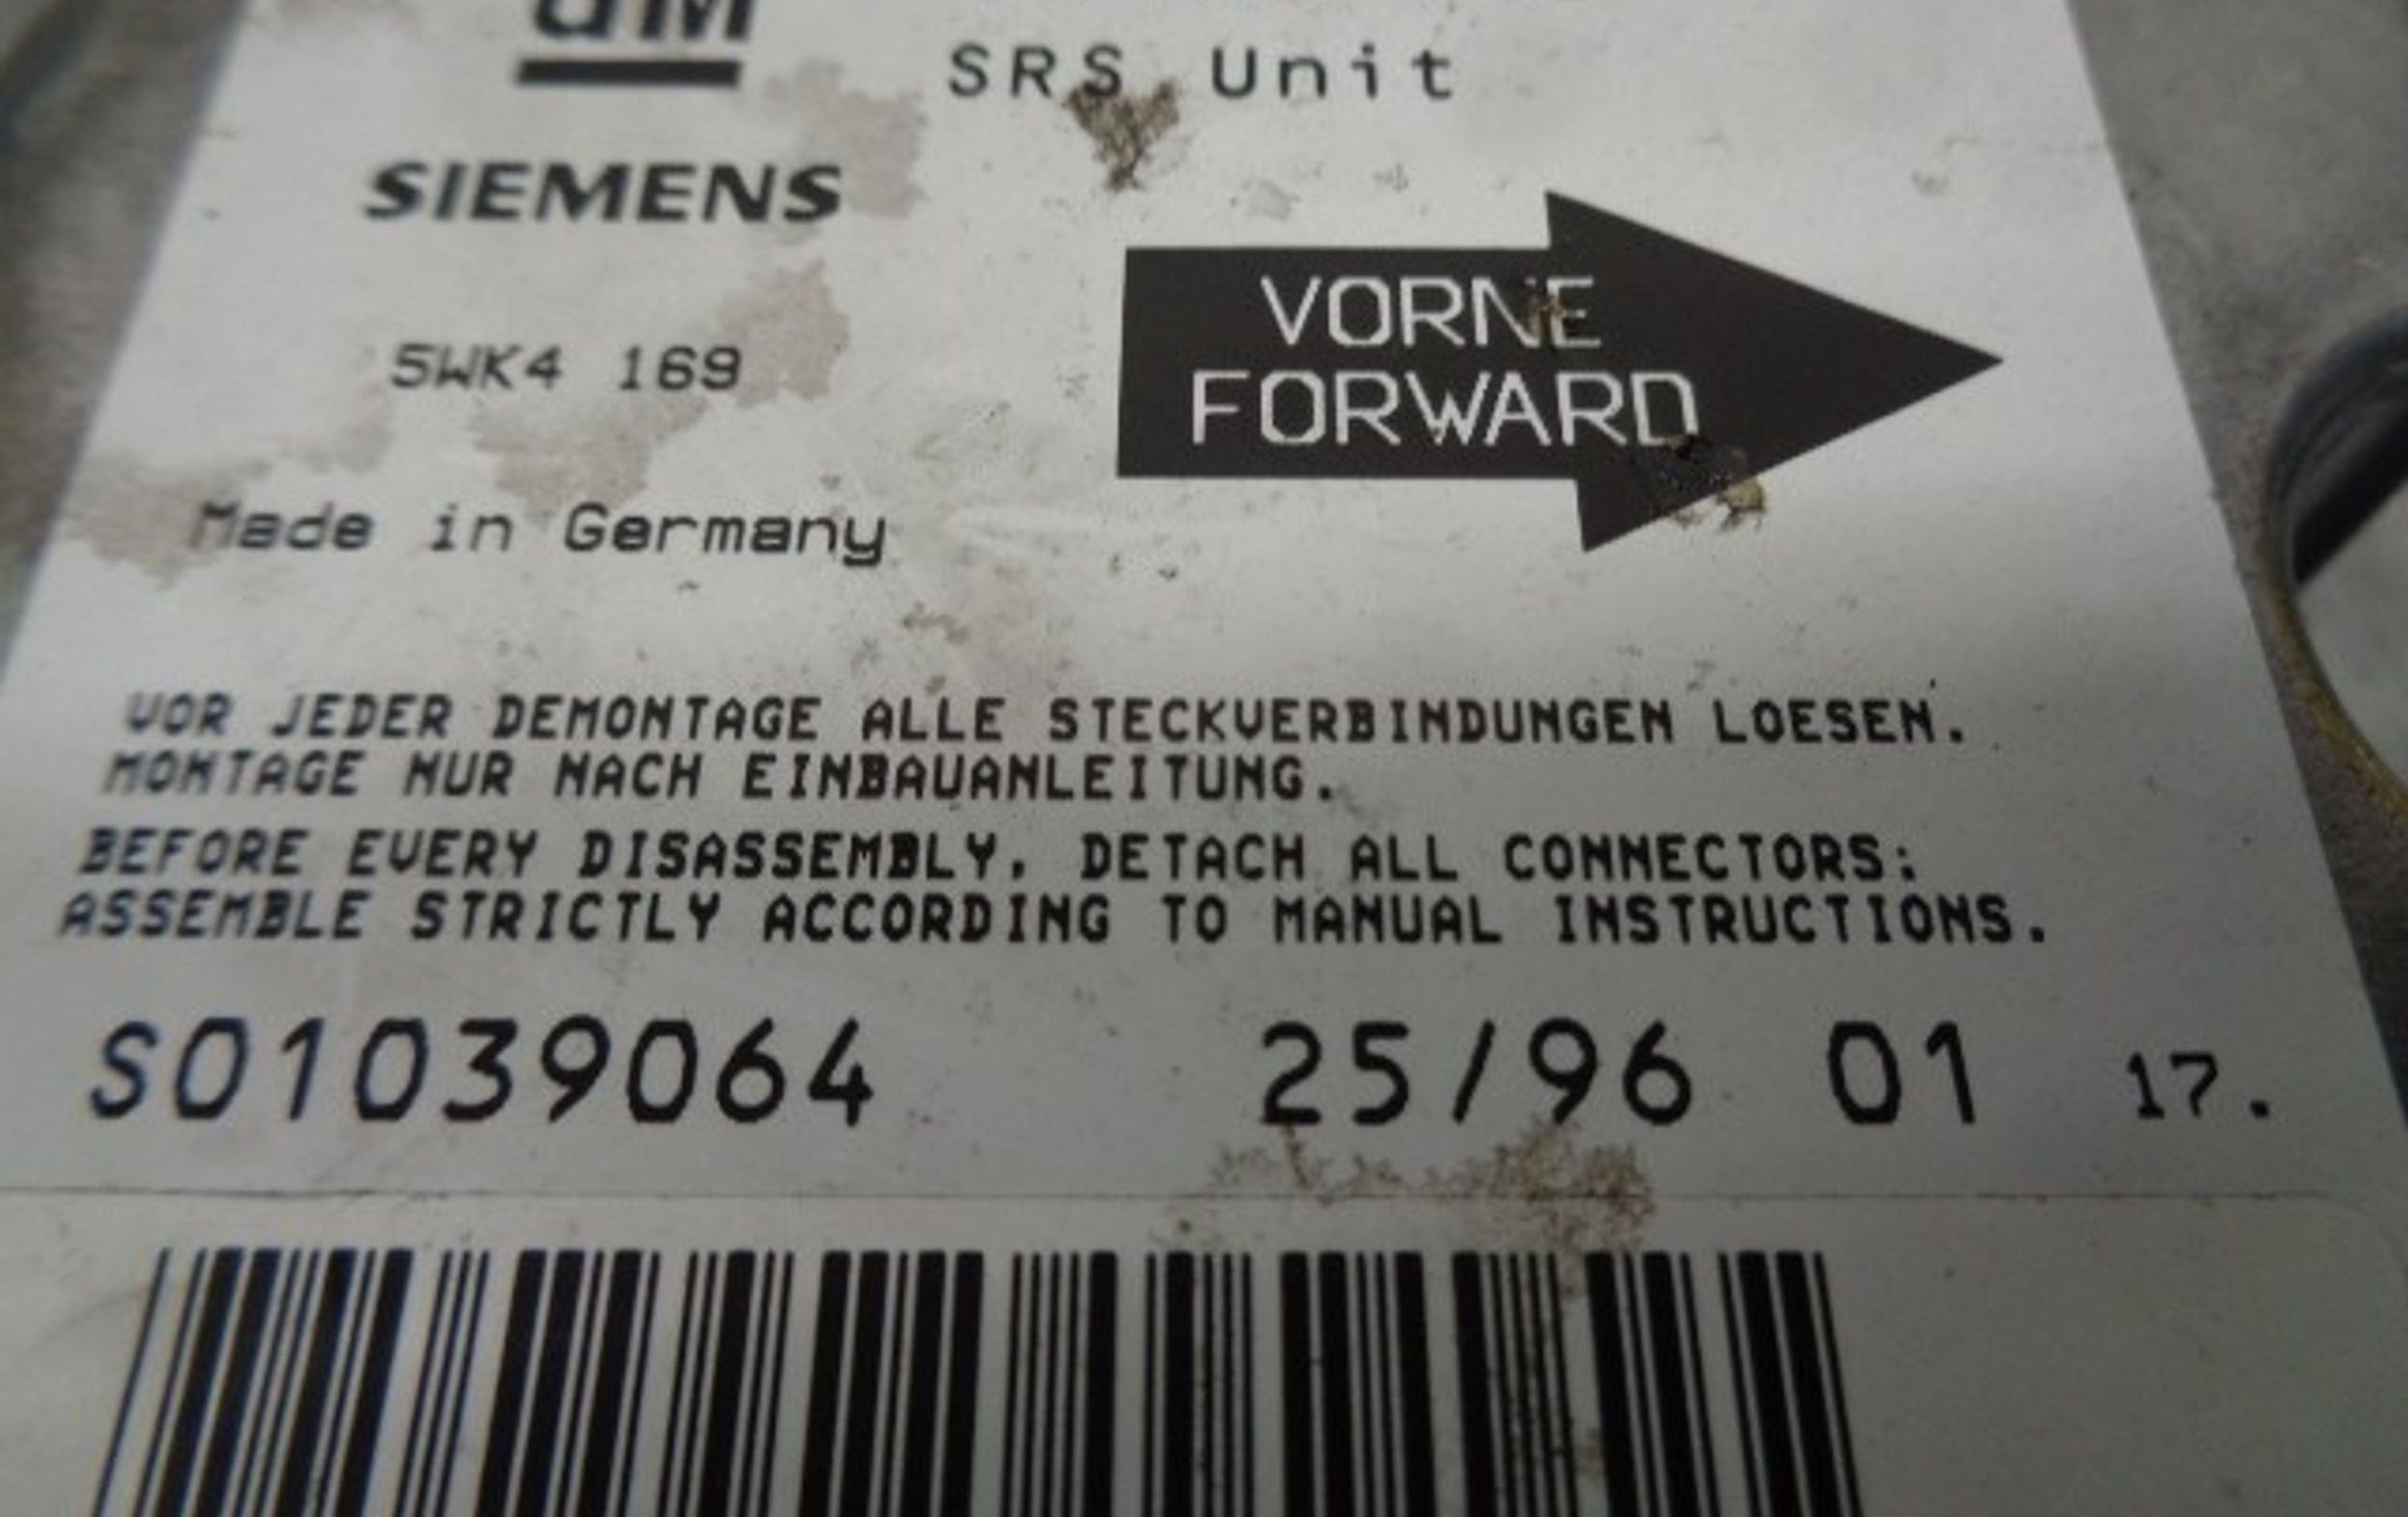 GM
SRS Unit
SIEMENS
VORNE
FORWARD
5WK4 169
Made in Germany
VOR JEDER DEMONTAGE ALLE STECKVERBINDUNGEN LOESEN.
MONTAGE NUR NACH EINBAUANLEITUNG.
BEFORE EVERY DISASSEMBLY, DETACH ALL CONNECTORS;
ASSEMBLE STRICTLY ACCORDING TO MANUAL INSTRUCTIONS.
S01039064 25/96 01 17.